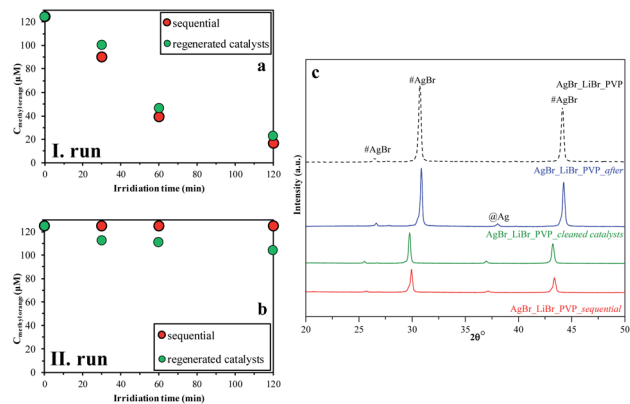 120
100
80
60
40
20
0
C methyl orange (µM)
sequential
regenerated catalysts
a
I. run
0 20 40 60 80 100 120
Irridiation time (min)
120
100
80
60
40
20
0
C methyl orange (µM)
b
sequential
regenerated catalysts
II. run
0 20 40 60 80 100 120
Irridiation time (min)
c
#AgBr
AgBr_LiBr_PVP
#AgBr
#AgBr
AgBr_LiBr_PVP_after
@Ag
AgBr_LiBr_PVP_cleaned catalysts
AgBr_LiBr_PVP_sequential
Intensity (a.u.)
20 25 30 35 40 45 50
2θ°